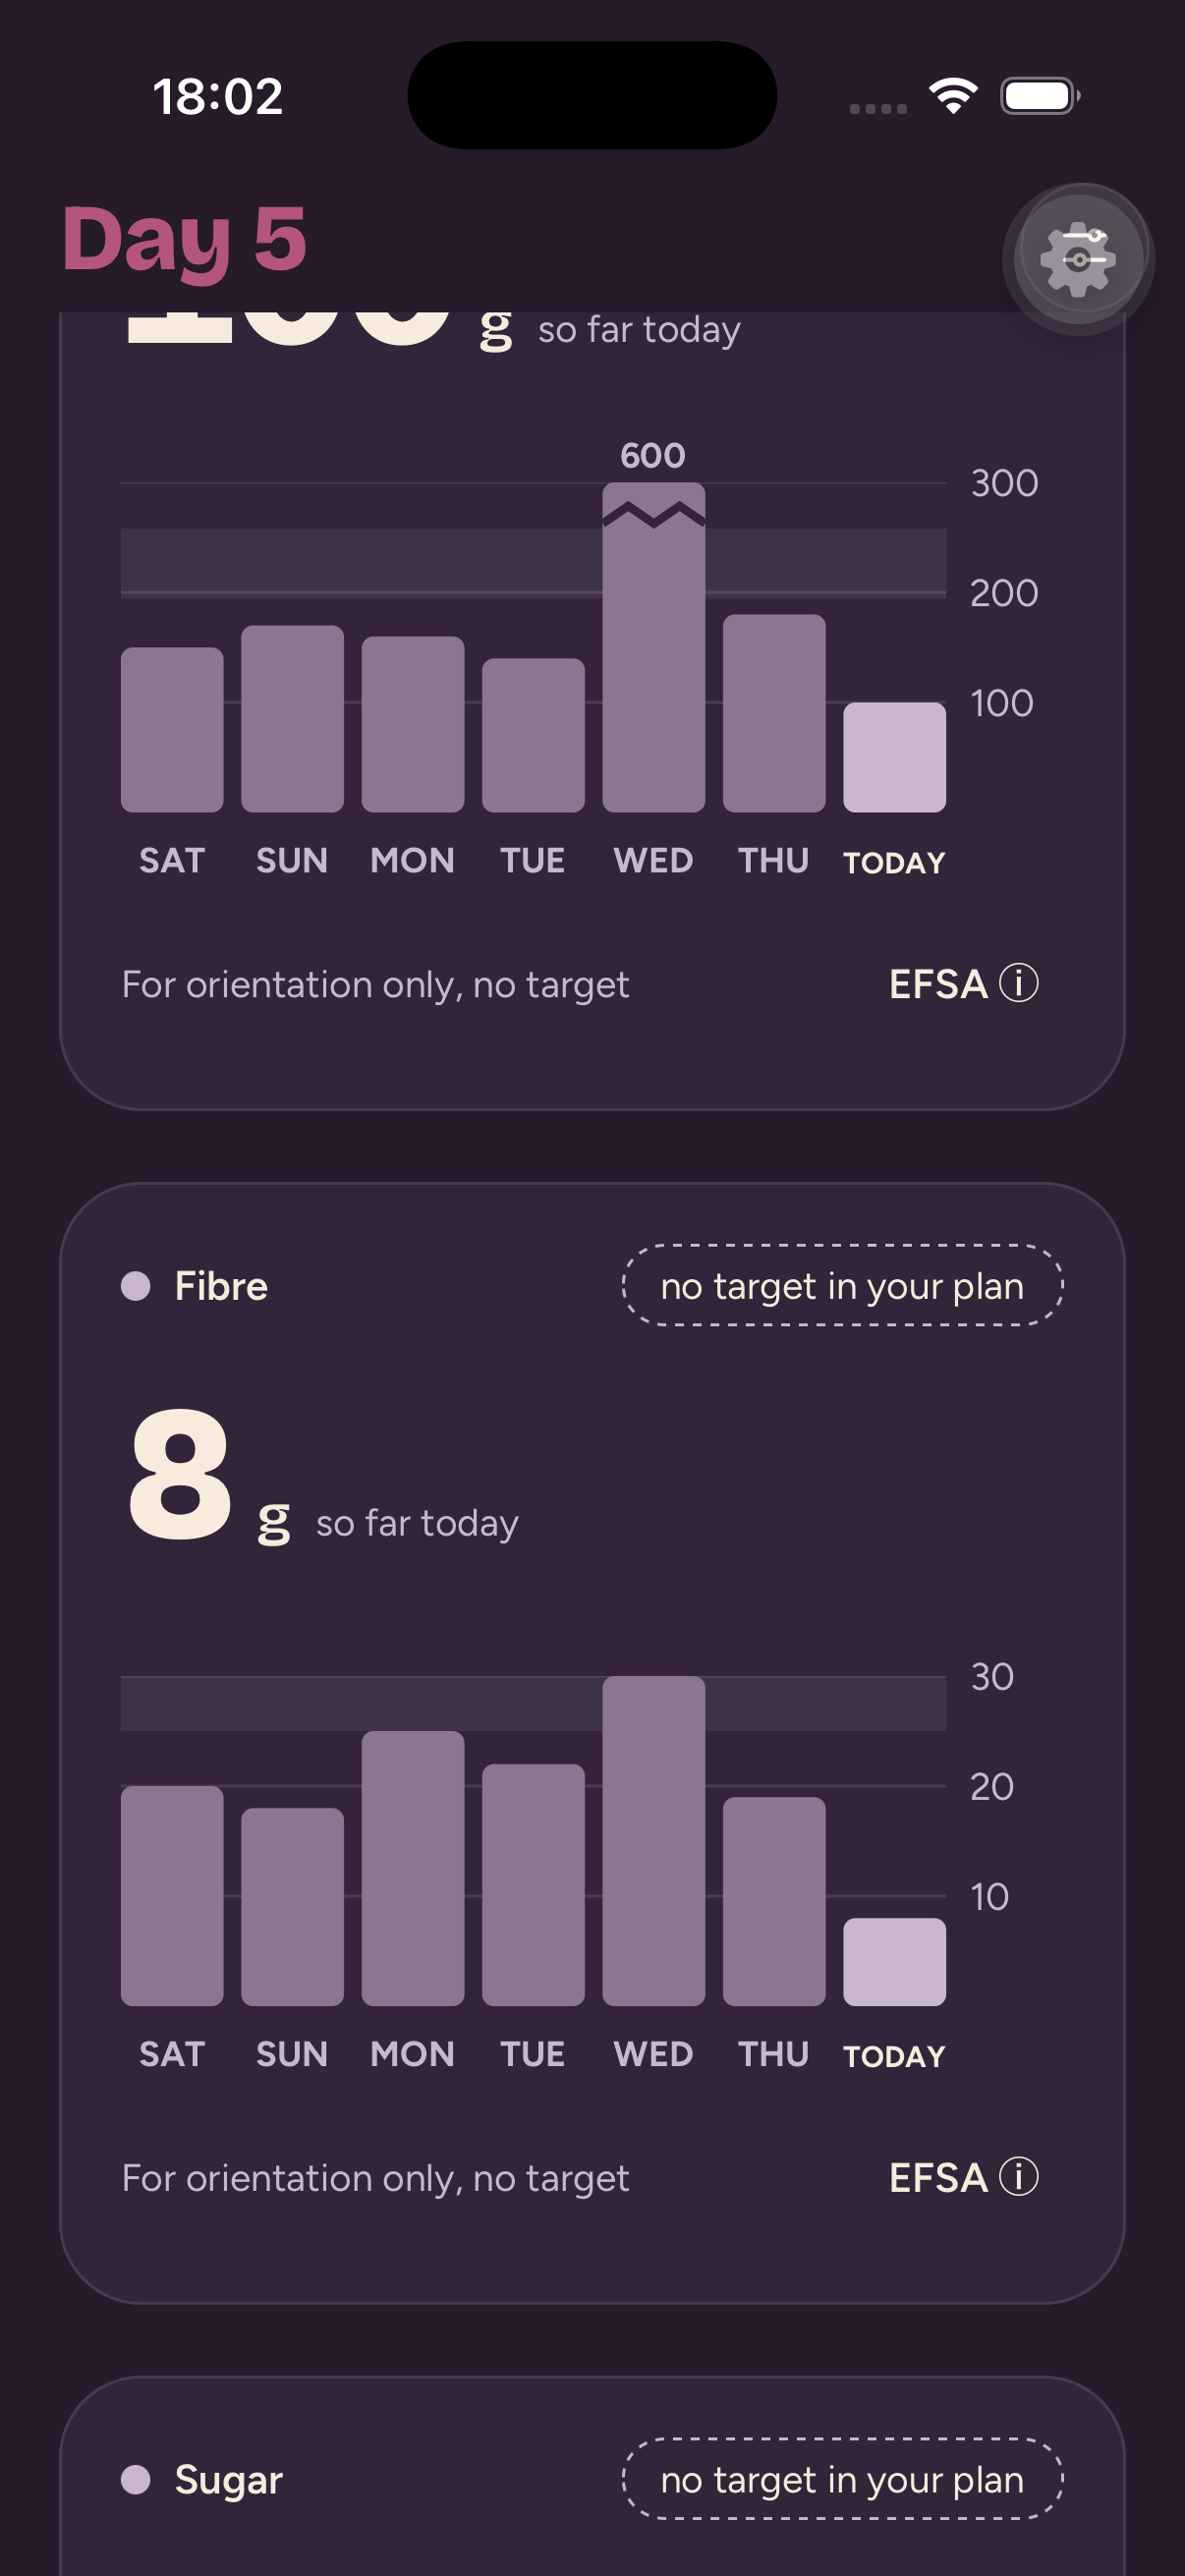 18:02
Day 5
g so far today
600
300
200
100
SAT SUN MON TUE WED THU TODAY
For orientation only, no target EFSA ⓘ
Fibre no target in your plan
8 g so far today
30
20
10
SAT SUN MON TUE WED THU TODAY
For orientation only, no target EFSA ⓘ
Sugar no target in your plan